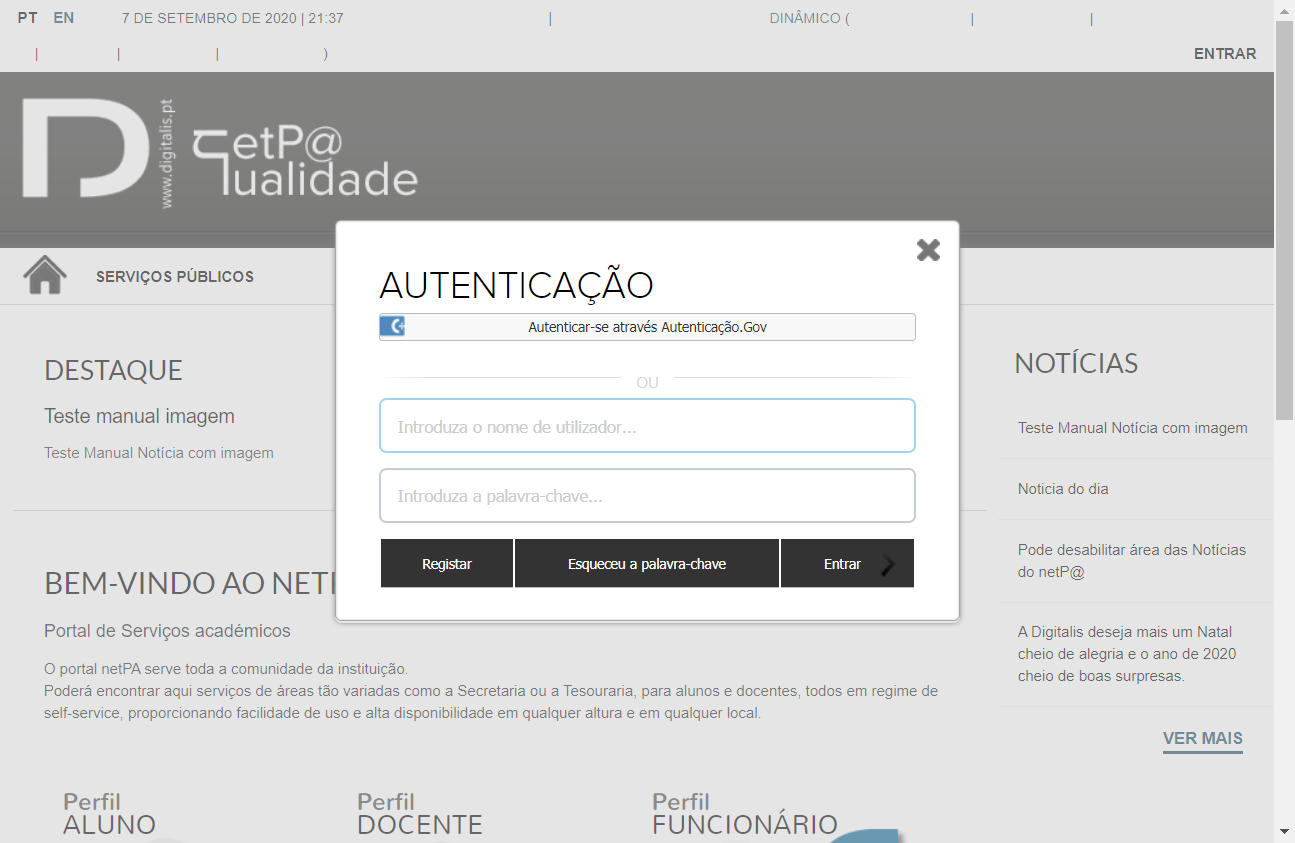 PT EN 7 DE SETEMBRO DE 2020 | 21:37 | DINÂMICO ( | |
| | | ) ENTRAR
D www.digitalis.pt
netP@
qualidade
SERVIÇOS PÚBLICOS
AUTENTICAÇÃO
Autenticar-se através Autenticação.Gov
OU
Introduza o nome de utilizador...
Introduza a palavra-chave...
Registar Esqueceu a palavra-chave Entrar
DESTAQUE
Teste manual imagem
Teste Manual Notícia com imagem
BEM-VINDO AO NET
Portal de Serviços académicos
O portal netPA serve toda a comunidade da instituição.
Poderá encontrar aqui serviços de áreas tão variadas como a Secretaria ou a Tesouraria, para alunos e docentes, todos em regime de
self-service, proporcionando facilidade de uso e alta disponibilidade em qualquer altura e em qualquer local.
NOTÍCIAS
Teste Manual Notícia com imagem
Noticia do dia
Pode desabilitar área das Notícias
do netP@
A Digitalis deseja mais um Natal
cheio de alegria e o ano de 2020
cheio de boas surpresas.
VER MAIS
Perfil
ALUNO
Perfil
DOCENTE
Perfil
FUNCIONÁRIO